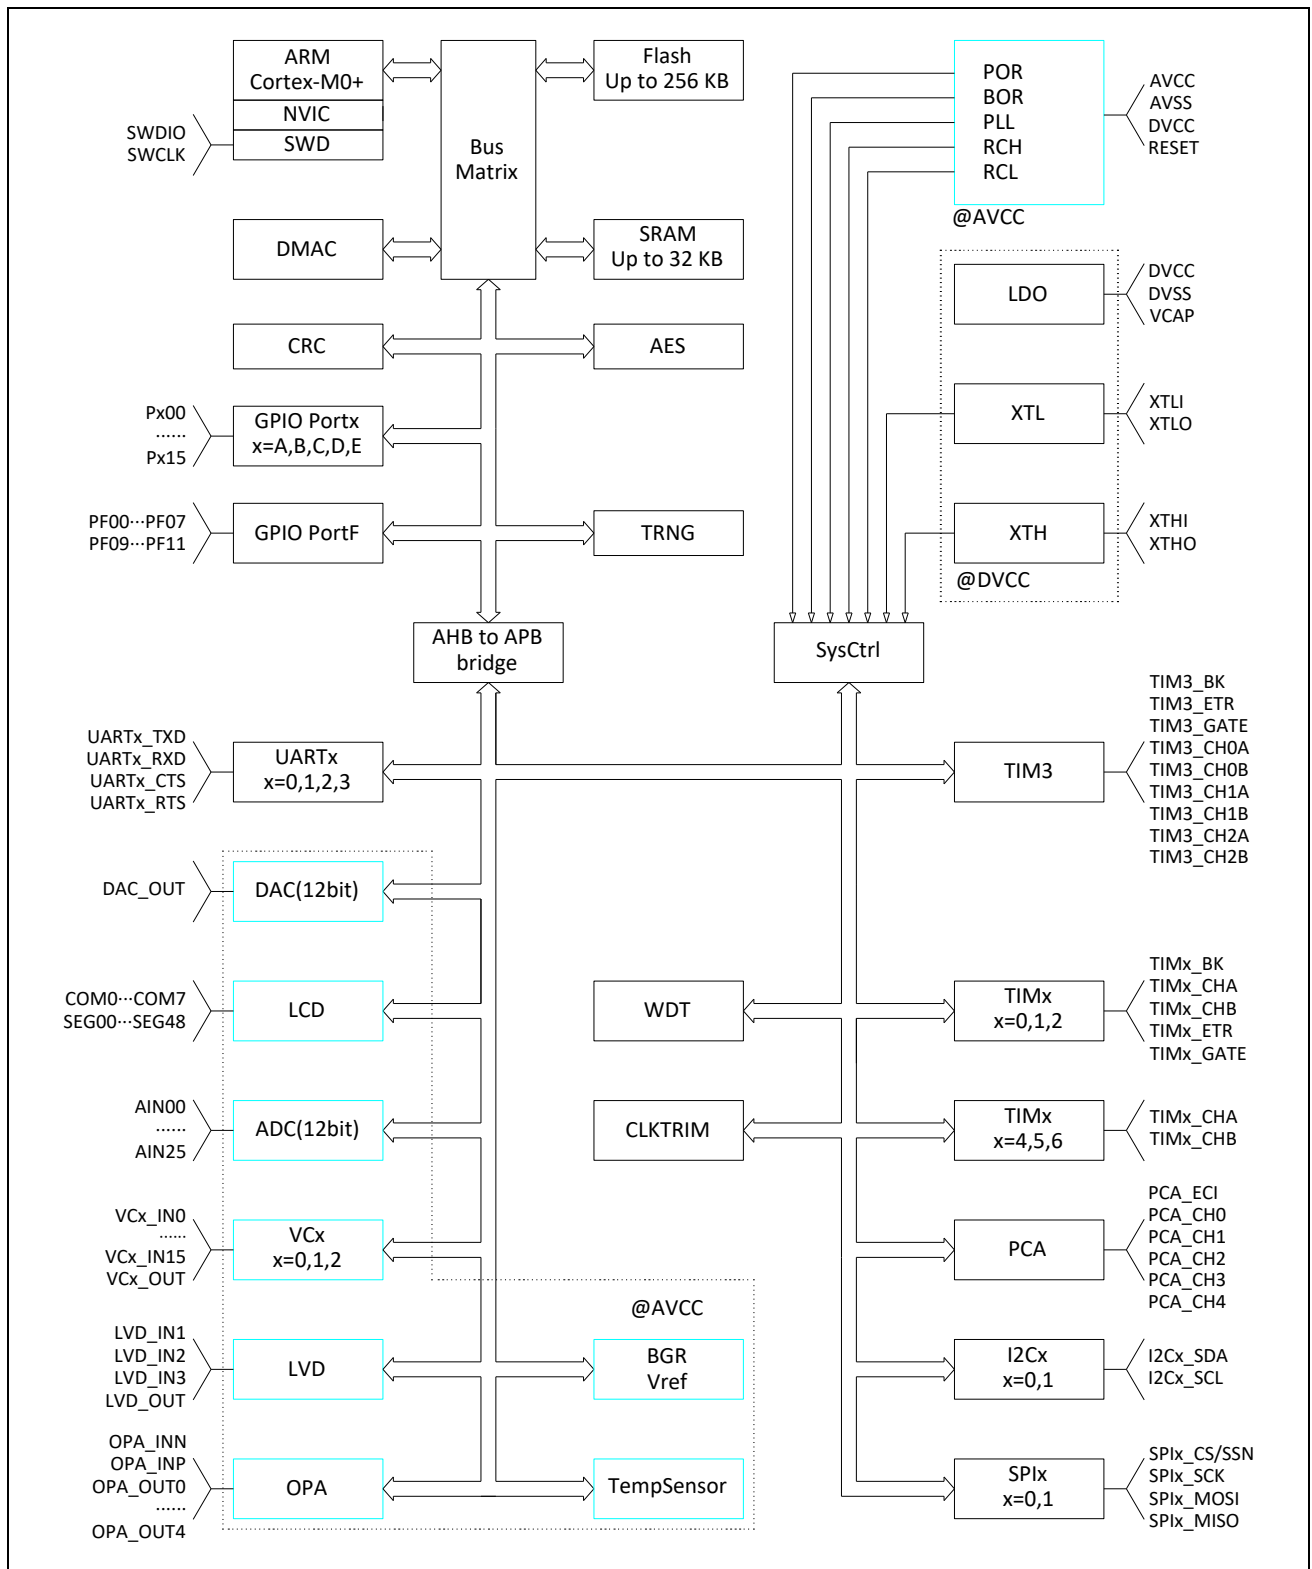 ARM
Cortex-M0+
NVIC
SWD
SWDIO
SWCLK
Bus
Matrix
Flash
Up to 256 KB
DMAC
SRAM
Up to 32 KB
POR
BOR
PLL
RCH
RCL
@AVCC
AVCC
AVSS
DVCC
RESET
LDO
DVCC
DVSS
VCAP
CRC
AES
XTL
XTLI
XTLO
Px00
······
Px15
GPIO Portx
x=A,B,C,D,E
PF00···PF07
PF09···PF11
GPIO PortF
TRNG
XTH
@DVCC
XTHI
XTHO
AHB to APB
bridge
SysCtrl
UARTx_TXD
UARTx_RXD
UARTx_CTS
UARTx_RTS
UARTx
x=0,1,2,3
TIM3
TIM3_BK
TIM3_ETR
TIM3_GATE
TIM3_CH0A
TIM3_CH0B
TIM3_CH1A
TIM3_CH1B
TIM3_CH2A
TIM3_CH2B
DAC_OUT
DAC(12bit)
COM0···COM7
SEG00···SEG48
LCD
WDT
TIMx
x=0,1,2
TIMx_BK
TIMx_CHA
TIMx_CHB
TIMx_ETR
TIMx_GATE
AIN00
······
AIN25
ADC(12bit)
CLKTRIM
TIMx
x=4,5,6
TIMx_CHA
TIMx_CHB
VCx_IN0
······
VCx_IN15
VCx_OUT
VCx
x=0,1,2
PCA
PCA_ECI
PCA_CH0
PCA_CH1
PCA_CH2
PCA_CH3
PCA_CH4
@AVCC
LVD_IN1
LVD_IN2
LVD_IN3
LVD_OUT
LVD
BGR
Vref
I2Cx
x=0,1
I2Cx_SDA
I2Cx_SCL
OPA_INN
OPA_INP
OPA_OUT0
······
OPA_OUT4
OPA
TempSensor
SPIx
x=0,1
SPIx_CS/SSN
SPIx_SCK
SPIx_MOSI
SPIx_MISO